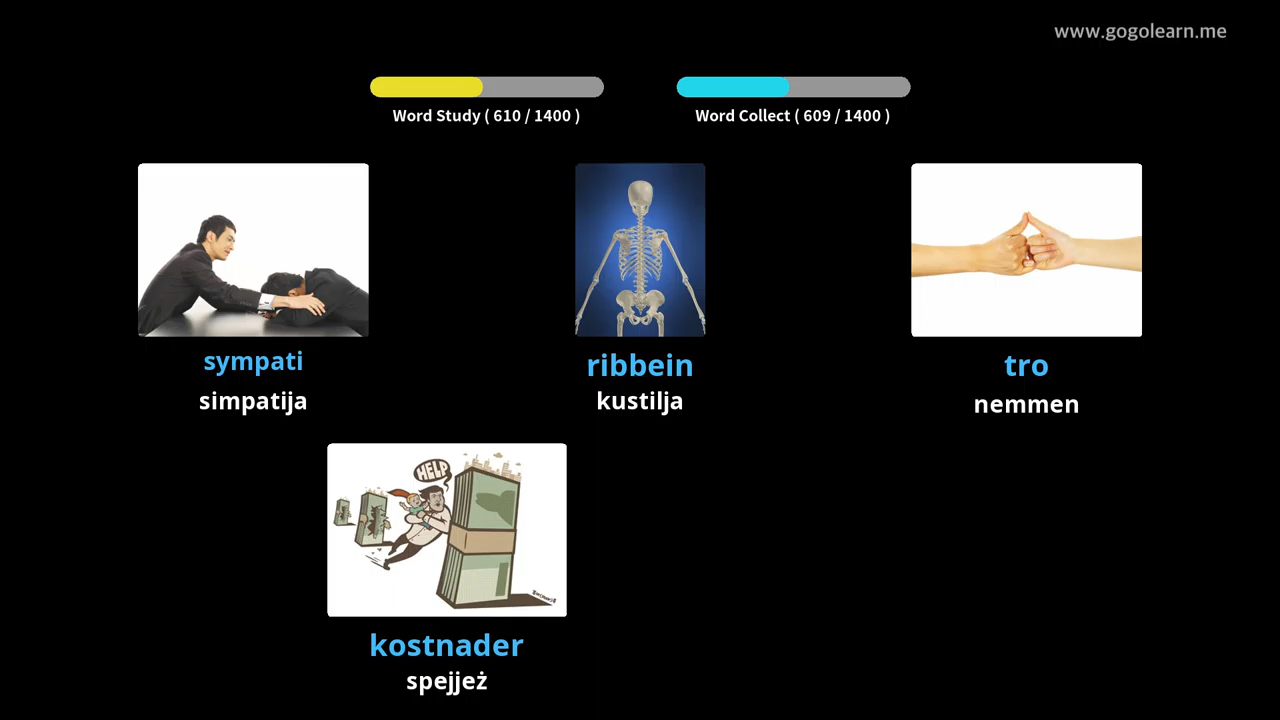 www.gogolearn.me
Word Study ( 610 / 1400 )
Word Collect ( 609 / 1400 )
sympati
ribbein
tro
simpatija
kustilja
nemmen
HELP
kostnader
spejjeż